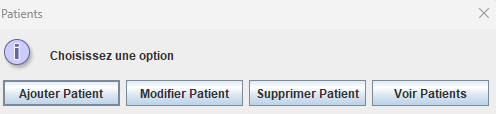 Patients
Choisissez une option
Ajouter Patient Modifier Patient Supprimer Patient Voir Patients